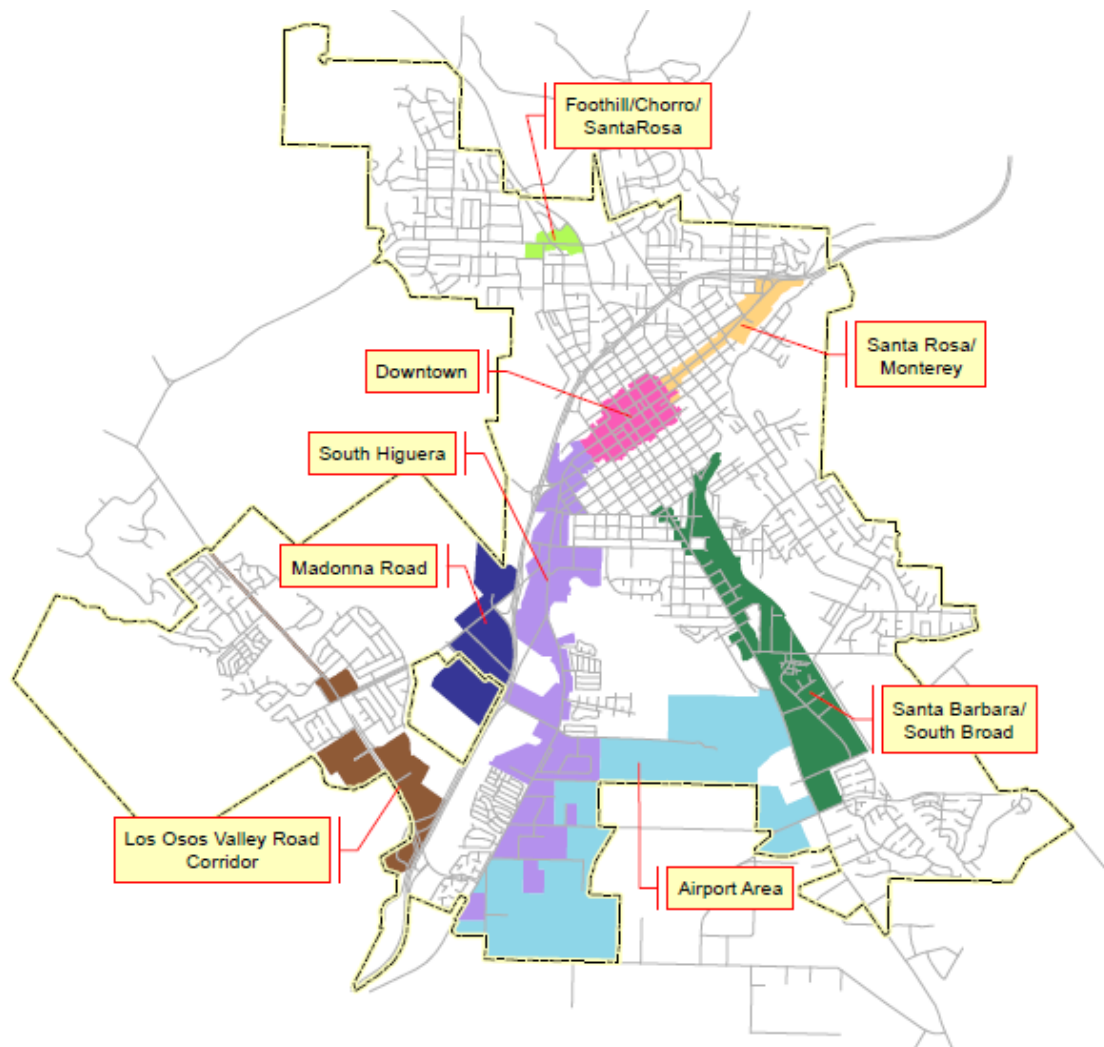 Foothill/Chorro/
SantaRosa
Santa Rosa/
Monterey
Downtown
South Higuera
Madonna Road
Santa Barbara/
South Broad
Los Osos Valley Road
Corridor
Airport Area